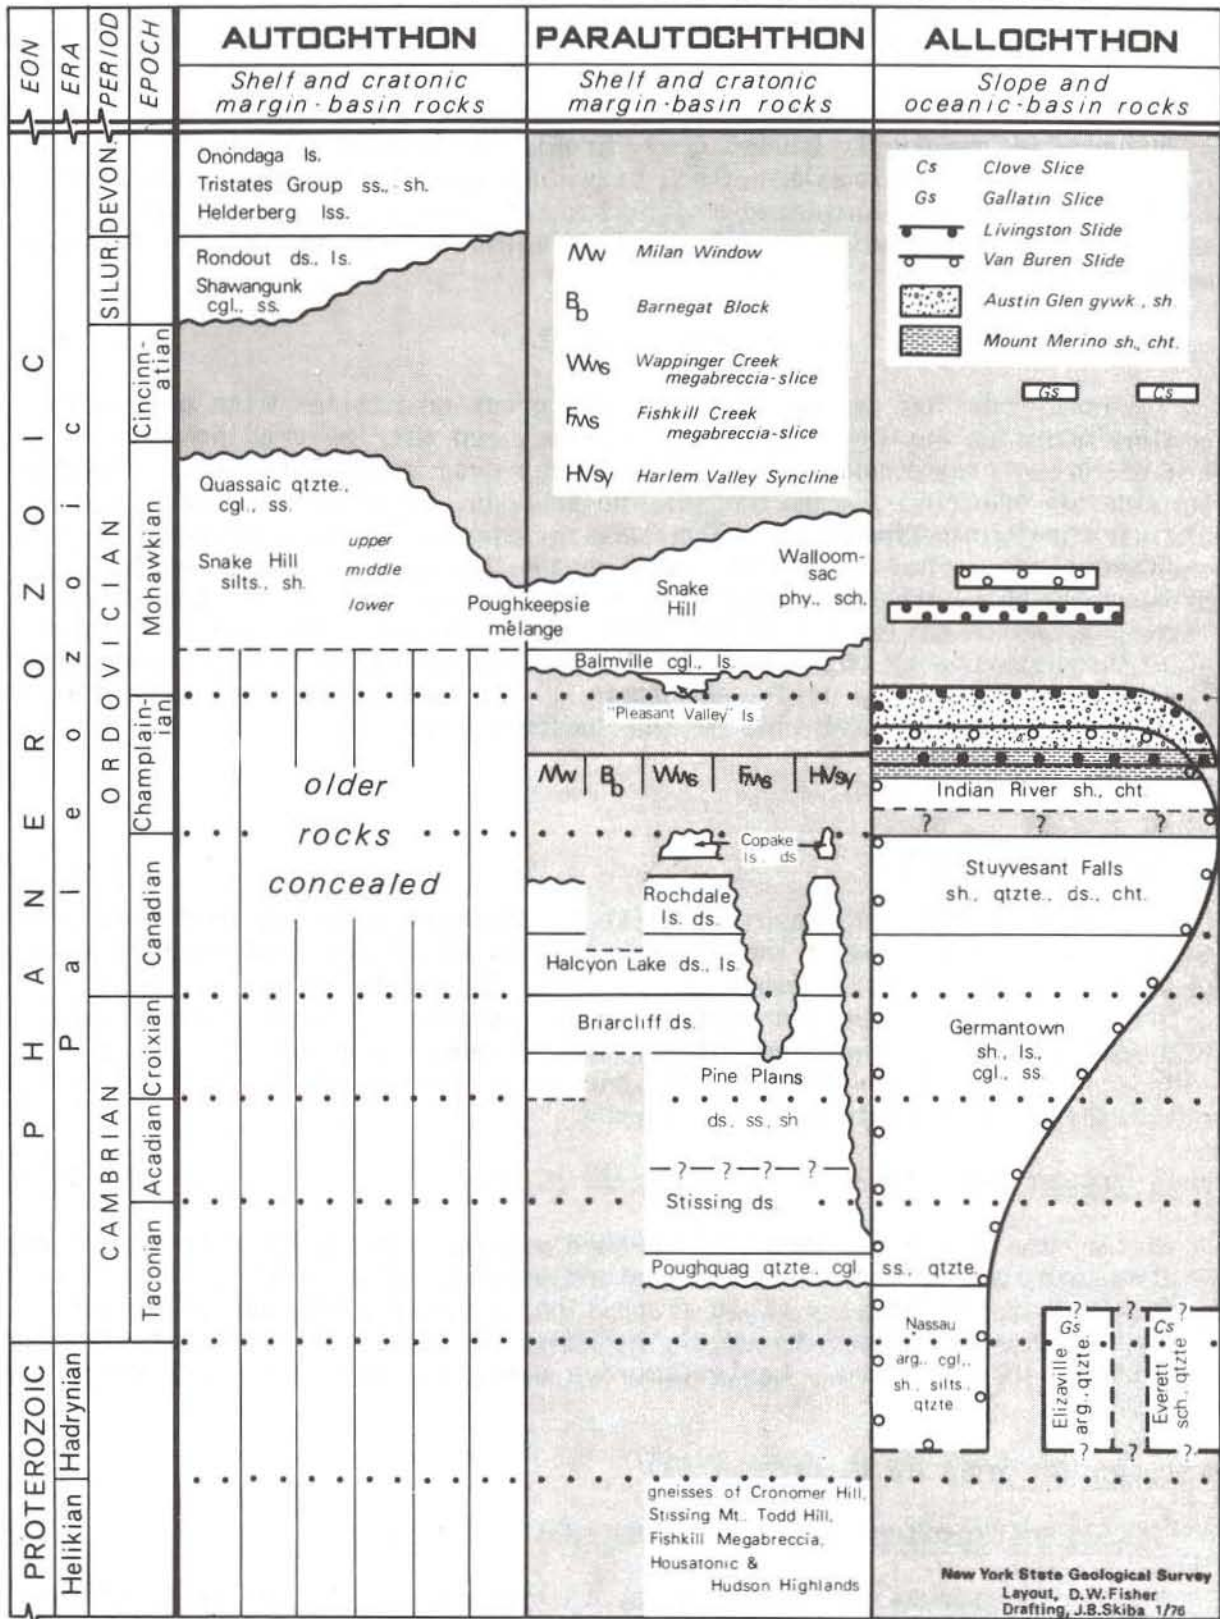 EON
ERA
PERIOD
EPOCH
AUTOCHTHON
Shelf and cratonic
margin-basin rocks
PARAUTOCHTHON
Shelf and cratonic
margin-basin rocks
ALLOCHTHON
Slope and
oceanic-basin rocks
PHANEROZOIC
PROTEROZOIC
Paleozoic
Hadrynian
Helikian
DEVON.
SILUR.
ORDOVICIAN
CAMBRIAN
Cincinn-
atian
Mohawkian
Champlain-
ian
Canadian
Croixian
Acadian
Taconian
Onondaga ls.
Tristates Group ss., sh.
Helderberg lss.
Rondout ds., ls.
Shawangunk
cgl., ss.
Quassaic qtzte.,
cgl., ss.
Snake Hill
silts., sh.
upper
middle
lower
older
rocks
concealed
Mw Milan Window
Bb Barnegat Block
Wms Wappinger Creek
megabreccia-slice
Fms Fishkill Creek
megabreccia-slice
HVsy Harlem Valley Syncline
Poughkeepsie
mélange
Snake
Hill
Walloom-
sac
phy., sch.
Balmville cgl., ls.
"Pleasant Valley" ls
Mw Bb Wms Fms HVsy
Copake
ls. ds
Rochdale
ls. ds.
Halcyon Lake ds., ls.
Briarcliff ds.
Pine Plains
ds., ss., sh
? ? ? ?
Stissing ds.
Poughquag qtzte., cgl
ss., qtzte.
gneisses of Cronomer Hill,
Stissing Mt., Todd Hill,
Fishkill Megabreccia,
Housatonic &
Hudson Highlands
Cs Clove Slice
Gs Gallatin Slice
Livingston Slide
Van Buren Slide
Austin Glen gywk., sh
Mount Merino sh., cht.
Gs
Cs
Indian River sh., cht.
? ? ?
Stuyvesant Falls
sh., qtzte., ds., cht.
Germantown
sh., ls.,
cgl., ss.
Nassau
arg., cgl.,
sh., silts.,
qtzte
? ? ?
Gs
Elizaville
arg., qtzte.
Cs
Everett
sch., qtzte
? ? ?
New York State Geological Survey
Layout, D.W.Fisher
Drafting, J.B.Skiba 1/76